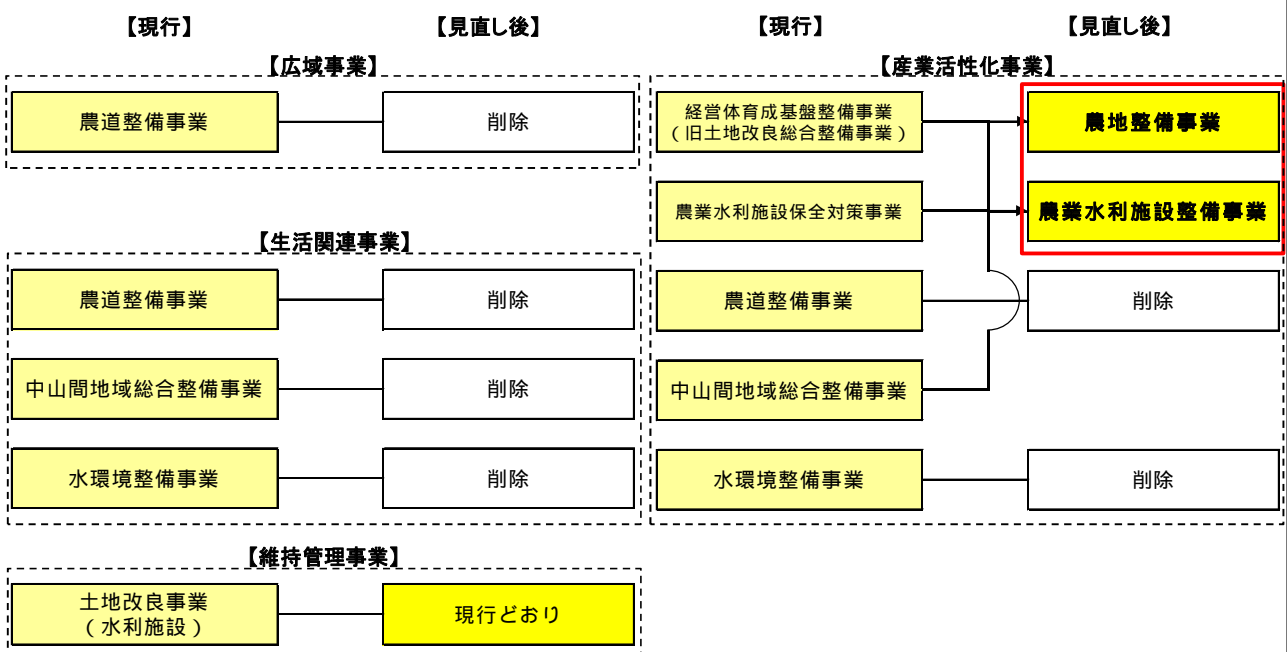 【現行】
【見直し後】
【広域事業】
農道整備事業
削除
【生活関連事業】
農道整備事業
削除
中山間地域総合整備事業
削除
水環境整備事業
削除
【維持管理事業】
土地改良事業
（水利施設）
現行どおり
【現行】
【見直し後】
【産業活性化事業】
経営体育成基盤整備事業
（旧土地改良総合整備事業）
農地整備事業
農業水利施設保全対策事業
農業水利施設整備事業
農道整備事業
削除
中山間地域総合整備事業
水環境整備事業
削除